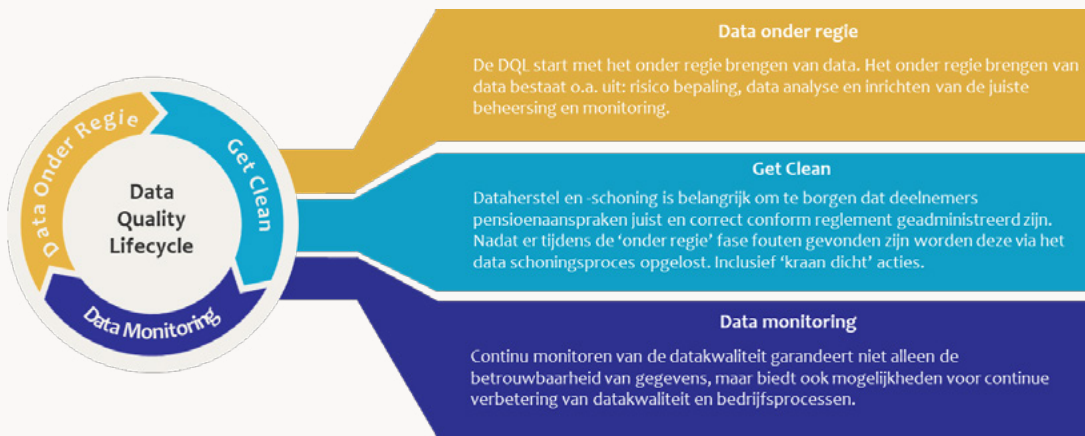 Data Onder Regie
Get Clean
Data Monitoring
Data
Quality
Lifecycle
Data onder regie
De DQL start met het onder regie brengen van data. Het onder regie brengen van
data bestaat o.a. uit: risico bepaling, data analyse en inrichten van de juiste
beheersing en monitoring.
Get Clean
Dataherstel en -schoning is belangrijk om te borgen dat deelnemers
pensioenaanspraken juist en correct conform reglement geadministreerd zijn.
Nadat er tijdens de ‘onder regie’ fase fouten gevonden zijn worden deze via het
data schoningsproces opgelost. Inclusief ‘kraan dicht’ acties.
Data monitoring
Continu monitoren van de datakwaliteit garandeert niet alleen de
betrouwbaarheid van gegevens, maar biedt ook mogelijkheden voor continue
verbetering van datakwaliteit en bedrijfsprocessen.